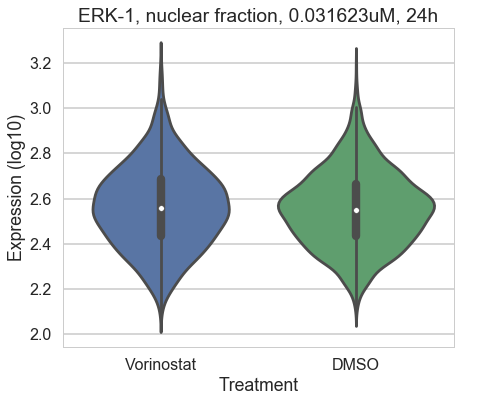 ERK-1, nuclear fraction, 0.031623uM, 24h
Expression (log10)
3.2
3.0
2.8
2.6
2.4
2.2
2.0
Vorinostat
DMSO
Treatment